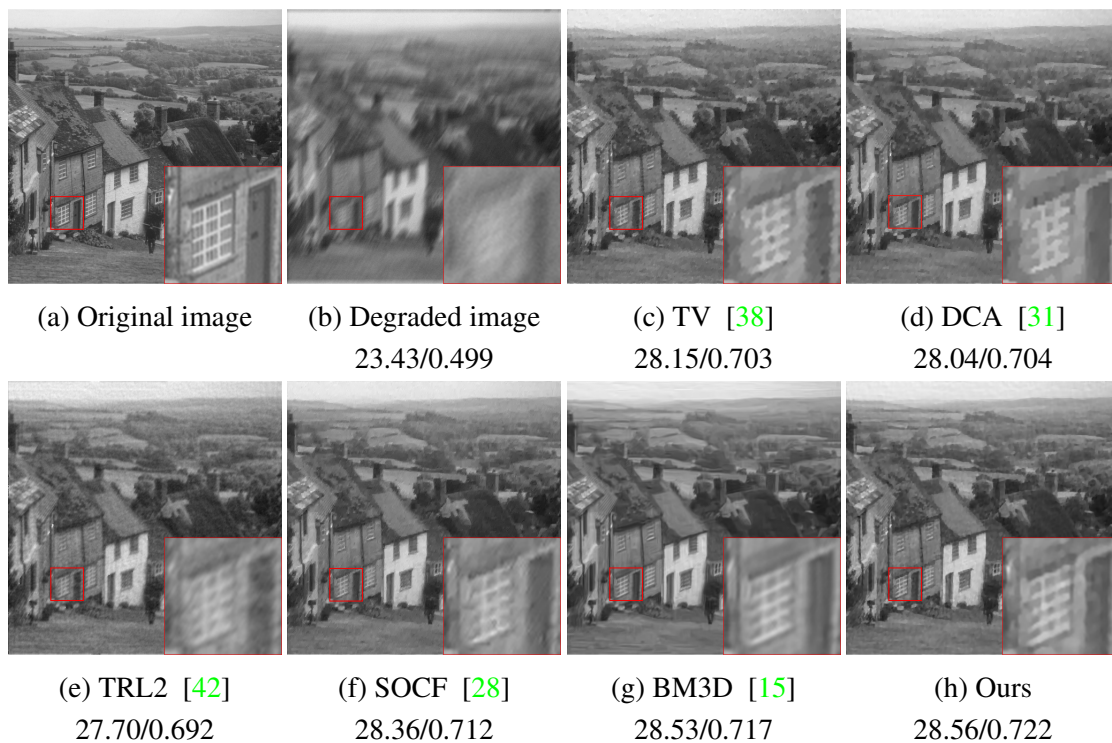 (a) Original image
(b) Degraded image
23.43/0.499
(c) TV [38]
28.15/0.703
(d) DCA [31]
28.04/0.704
(e) TRL2 [42]
27.70/0.692
(f) SOCF [28]
28.36/0.712
(g) BM3D [15]
28.53/0.717
(h) Ours
28.56/0.722